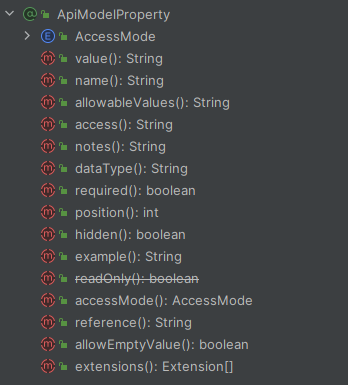 ApiModelProperty
AccessMode
value(): String
name(): String
allowableValues(): String
access(): String
notes(): String
dataType(): String
required(): boolean
position(): int
hidden(): boolean
example(): String
readOnly(): boolean
accessMode(): AccessMode
reference(): String
allowEmptyValue(): boolean
extensions(): Extension[]